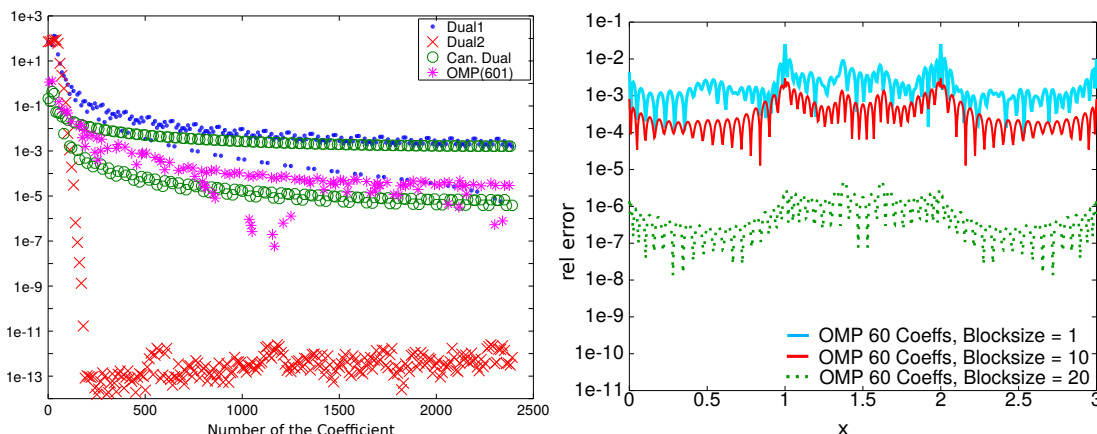 1e+3
1e+1
1e-1
1e-3
1e-5
1e-7
1e-9
1e-11
1e-13
0
500
1000
1500
2000
2500
Number of the Coefficient
Dual1
Dual2
Can. Dual
OMP(601)
1e-1
1e-2
1e-3
1e-4
1e-5
1e-6
1e-7
1e-8
1e-9
1e-10
1e-11
rel error
0
0.5
1
1.5
2
2.5
3
x
OMP 60 Coeffs, Blocksize = 1
OMP 60 Coeffs, Blocksize = 10
OMP 60 Coeffs, Blocksize = 20